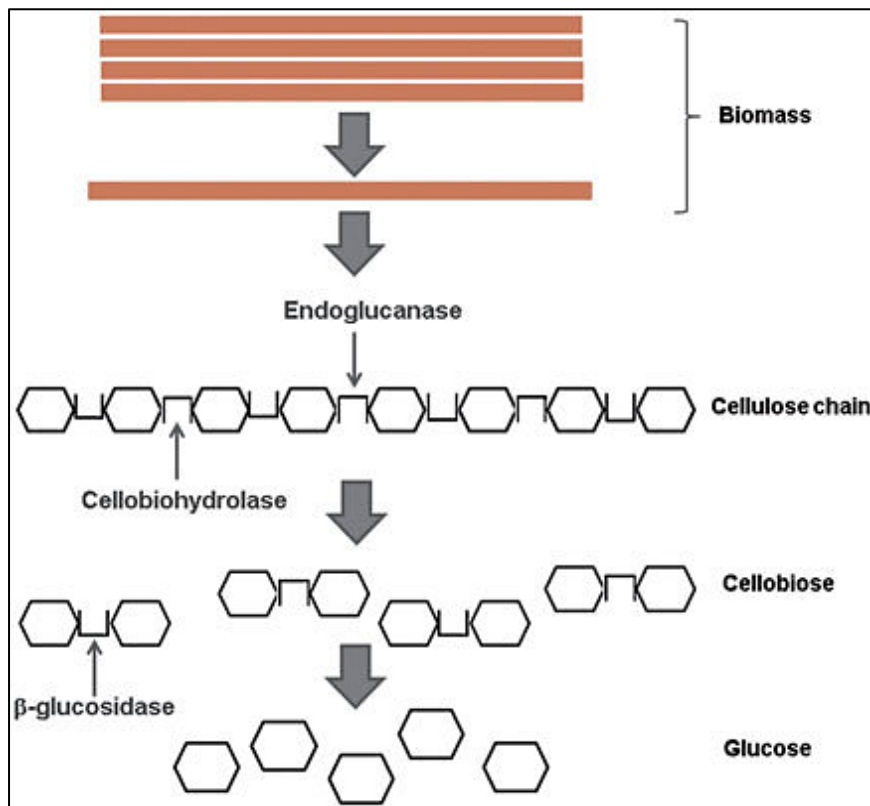 Biomass
Endoglucanase
Cellulose chain
Cellobiohydrolase
Cellobiose
β-glucosidase
Glucose